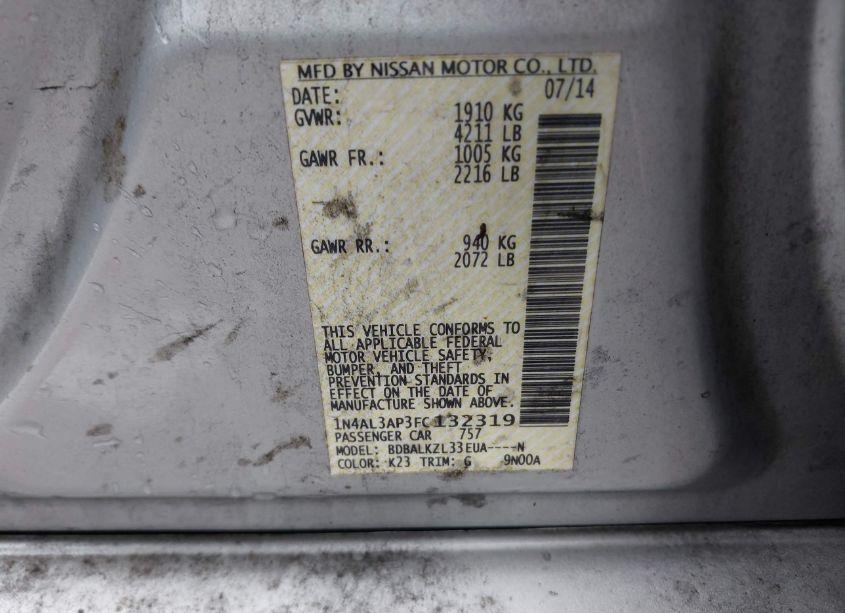 MFD BY NISSAN MOTOR CO., LTD.
DATE: 07/14
GVWR: 1910 KG
4211 LB
GAWR FR.: 1005 KG
2216 LB
GAWR RR.: 940 KG
2072 LB
THIS VEHICLE CONFORMS TO
ALL APPLICABLE FEDERAL
MOTOR VEHICLE SAFETY,
BUMPER, AND THEFT
PREVENTION STANDARDS IN
EFFECT ON THE DATE OF
MANUFACTURE SHOWN ABOVE.
1N4AL3AP3FC132319
PASSENGER CAR 757
MODEL: BDBALKZL33EUA----N
COLOR: K23 TRIM: G 9N00A